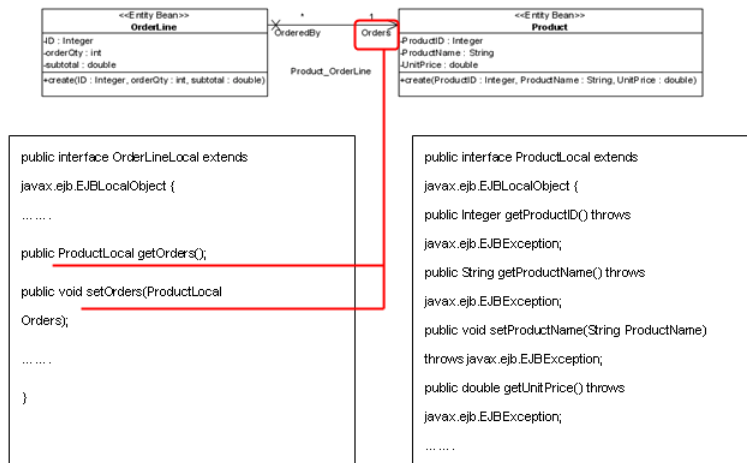 <<Entity Bean>>
OrderLine
-ID : Integer
-orderQty : int
-subtotal : double
+create(ID : Integer, orderQty : int, subtotal : double)
* 1
OrderedBy Orders
Product_OrderLine
<<Entity Bean>>
Product
-ProductID : Integer
-ProductName : String
-UnitPrice : double
+create(ProductID : Integer, ProductName : String, UnitPrice : double)
public interface OrderLineLocal extends
javax.ejb.EJBLocalObject {
.......
public ProductLocal getOrders();
public void setOrders(ProductLocal
Orders);
.......
}
public interface ProductLocal extends
javax.ejb.EJBLocalObject {
public Integer getProductID() throws
javax.ejb.EJBException;
public String getProductName() throws
javax.ejb.EJBException;
public void setProductName(String ProductName)
throws javax.ejb.EJBException;
public double getUnitPrice() throws
javax.ejb.EJBException;
.......